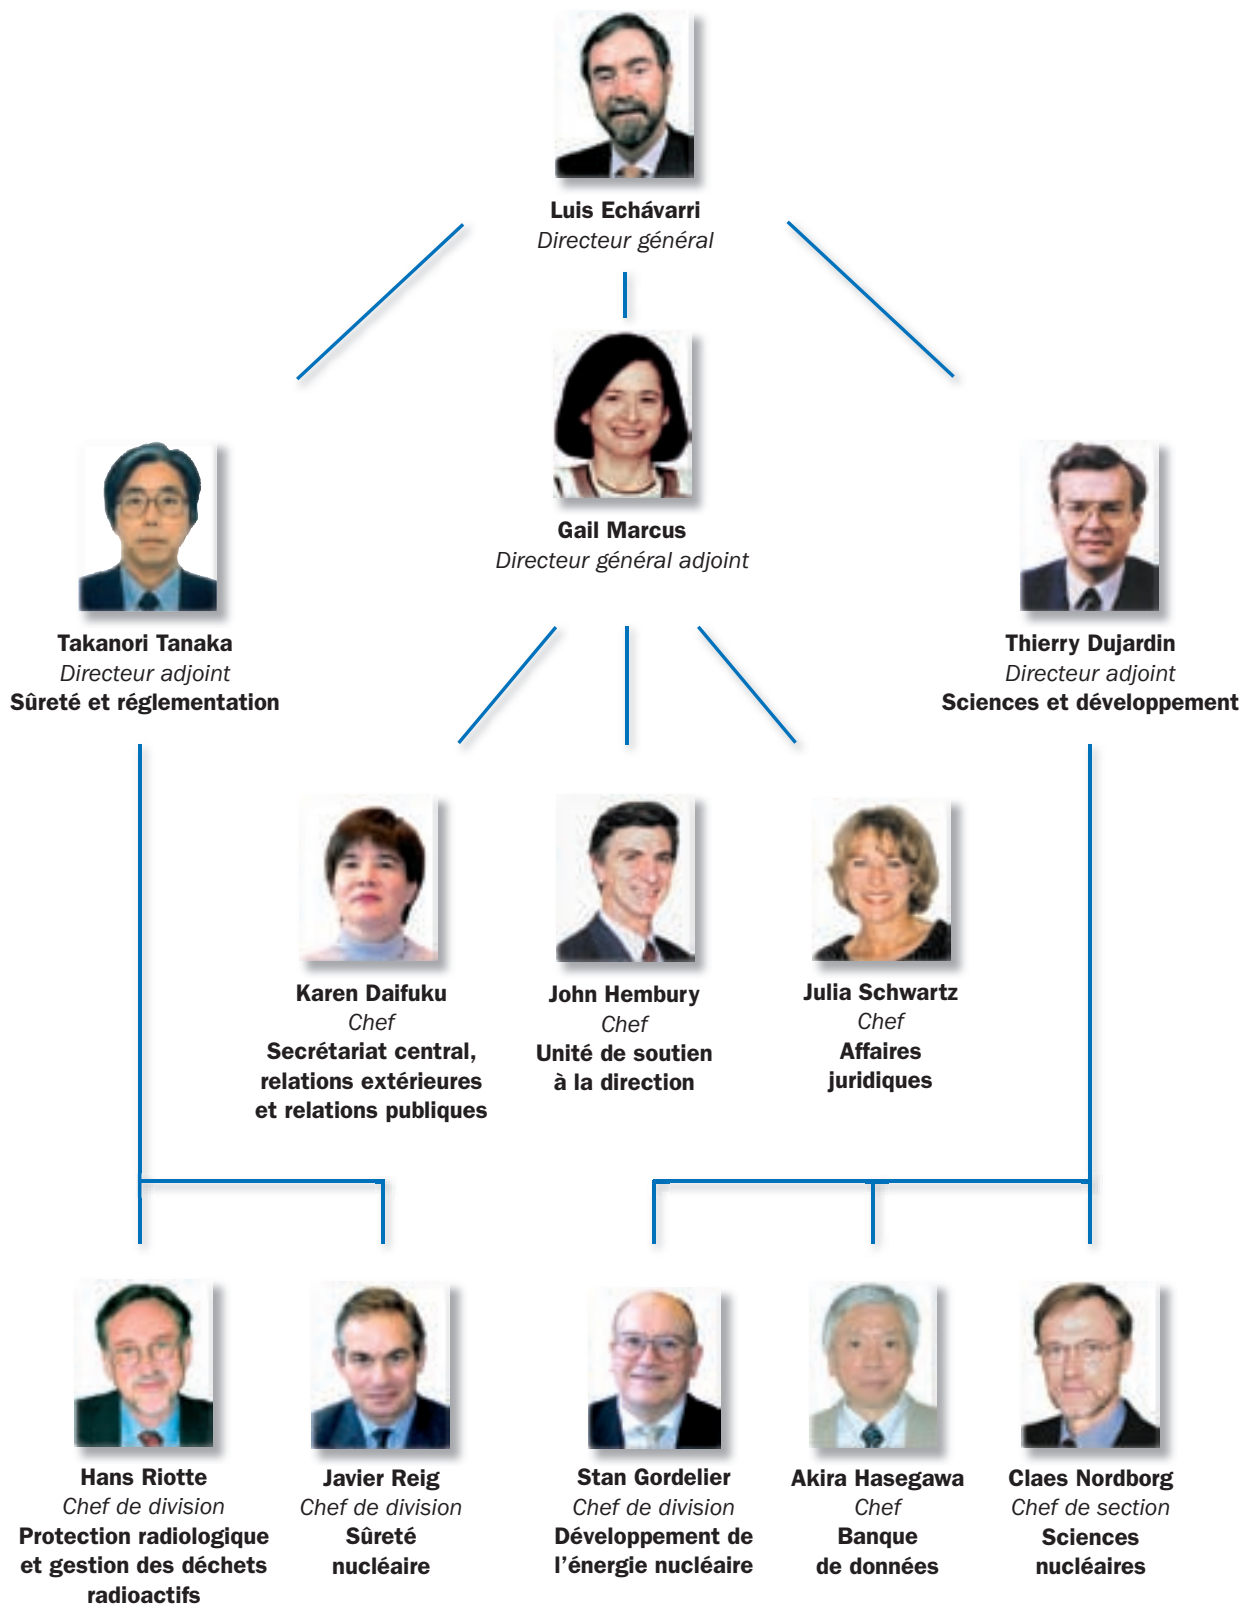 Luis Echávarri
Directeur général
Gail Marcus
Directeur général adjoint
Takanori Tanaka
Directeur adjoint
Sûreté et réglementation
Thierry Dujardin
Directeur adjoint
Sciences et développement
Karen Daifuku
Chef
Secrétariat central,
relations extérieures
et relations publiques
John Hembury
Chef
Unité de soutien
à la direction
Julia Schwartz
Chef
Affaires
juridiques
Hans Riotte
Chef de division
Protection radiologique
et gestion des déchets
radioactifs
Javier Reig
Chef de division
Sûreté
nucléaire
Stan Gordelier
Chef de division
Développement de
l'énergie nucléaire
Akira Hasegawa
Chef
Banque
de données
Claes Nordborg
Chef de section
Sciences
nucléaires